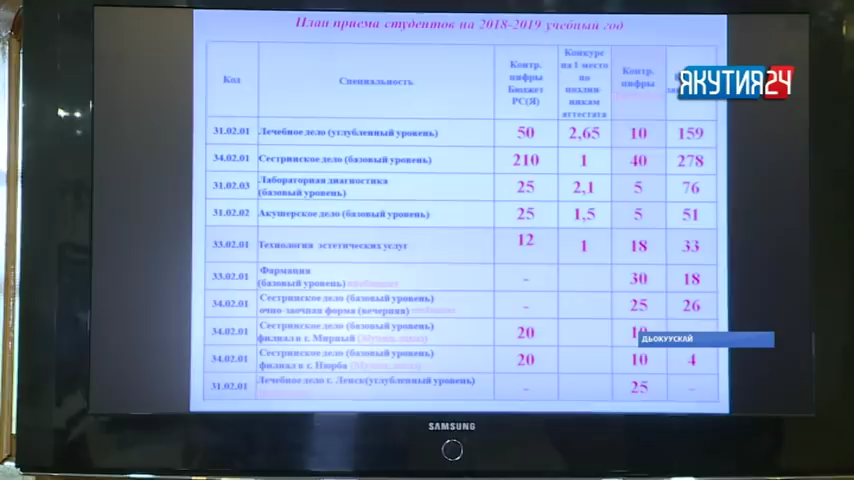 План приема студентов на 2018-2019 учебный год
Код Специальность Контр. цифры Бюджет РС(Я) Конкурс на 1 место по подлинникам аттестата Контр. цифры
ЯКУТИЯ24
31.02.01 Лечебное дело (углубленный уровень) 50 2,65 10 159
34.02.01 Сестринское дело (базовый уровень) 210 1 40 278
31.02.03 Лабораторная диагностика
(базовый уровень) 25 2,1 5 76
31.02.02 Акушерское дело (базовый уровень) 25 1,5 5 51
33.02.01 Технология эстетических услуг 12 1 18 33
33.02.01 Фармация
(базовый уровень) - 30 18
34.02.01 Сестринское дело (базовый уровень)
очно-заочная форма (вечерняя) - 25 26
34.02.01 Сестринское дело (базовый уровень)
филиал в г. Мирный 20
ДЬОКУУСКАЙ
34.02.01 Сестринское дело (базовый уровень)
филиал в г. Нюрба 20 10 4
31.02.01 Лечебное дело г. Ленск(углубленный уровень) - 25 -
SAMSUNG